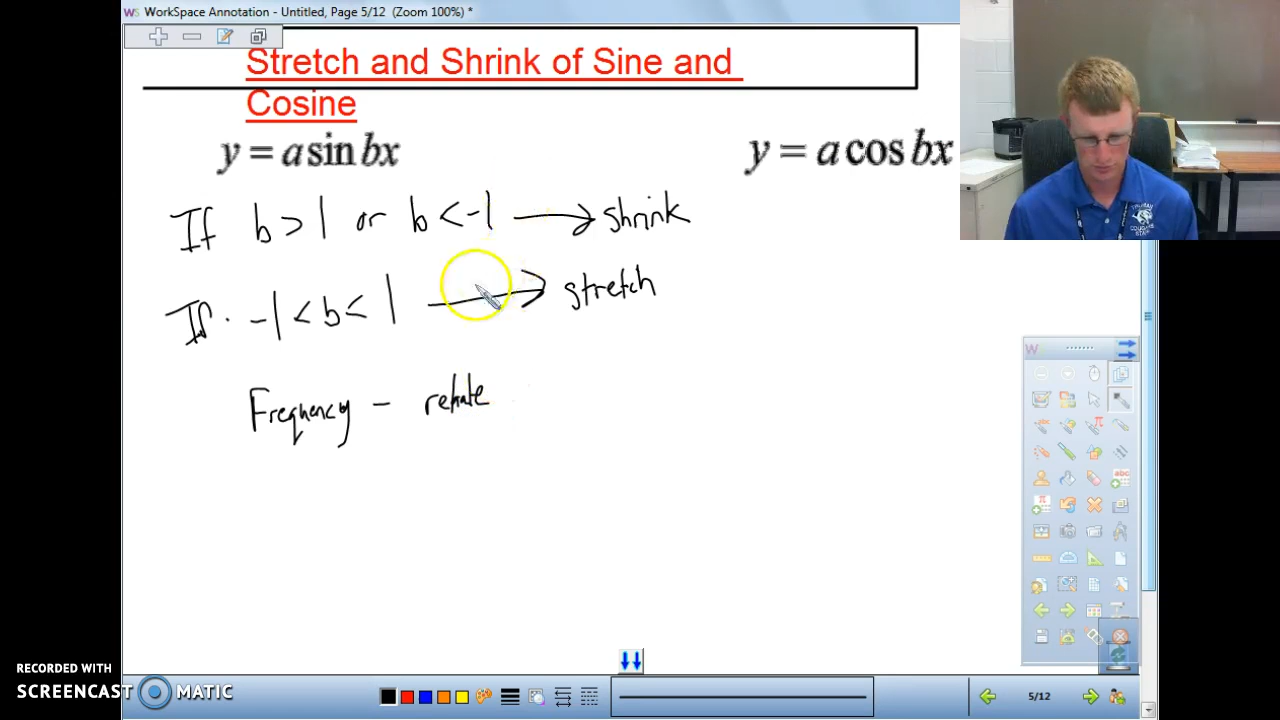 WorkSpace Annotation - Untitled, Page 5/12 (Zoom 100%) *
Stretch and Shrink of Sine and
Cosine
y = a sin bx
y = a cos bx
If b > 1 or b < -1 → shrink
If -1 < b < 1 → stretch
Frequency -
RECORDED WITH
SCREENCAST MATIC
5/12